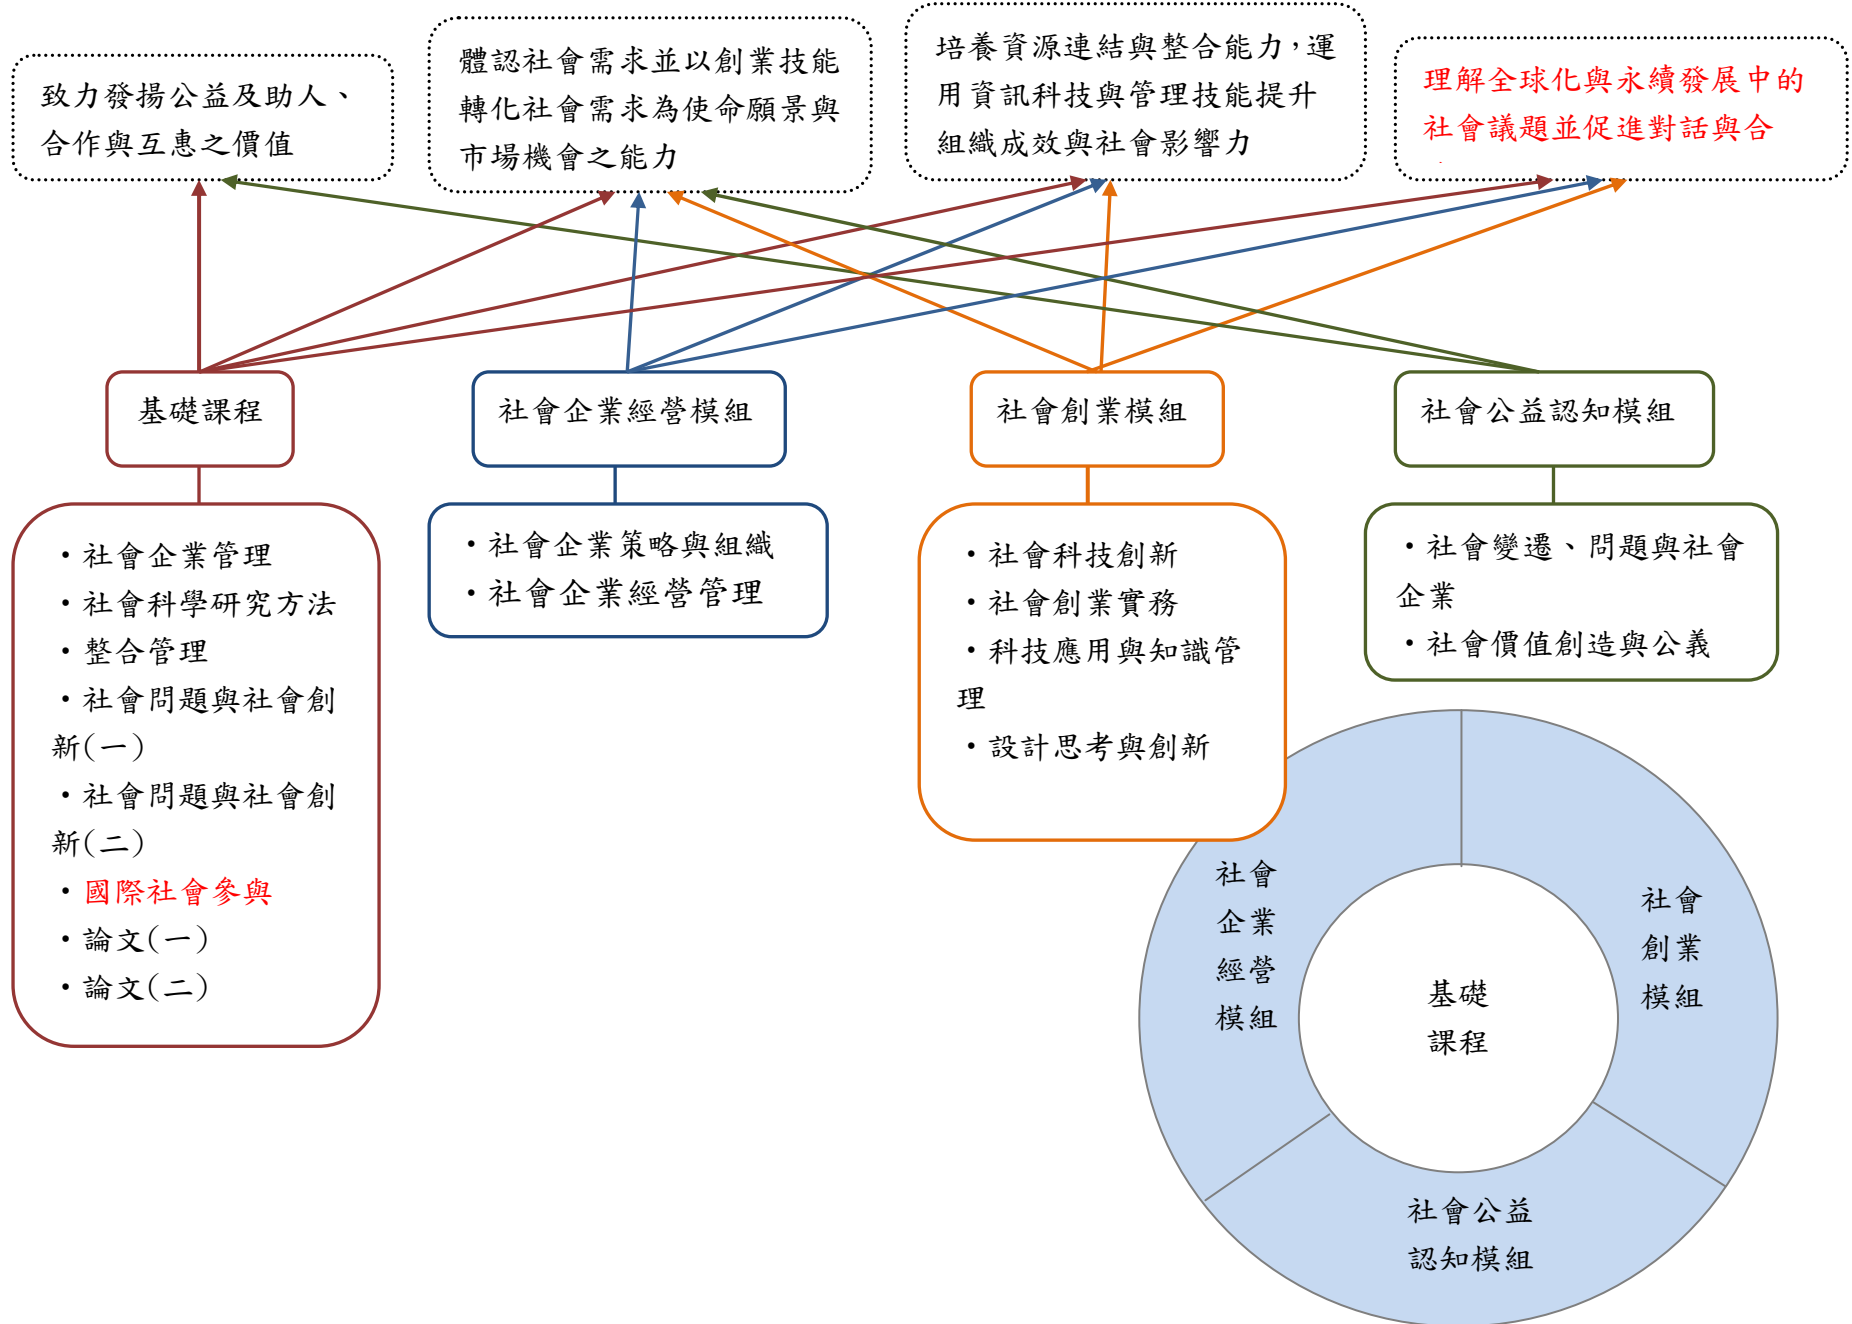 致力發揚公益及助人、
合作與互惠之價值
體認社會需求並以創業技能
轉化社會需求為使命願景與
市場機會之能力
培養資源連結與整合能力，運
用資訊科技與管理技能提升
組織成效與社會影響力
理解全球化與永續發展中的
社會議題並促進對話與合
基礎課程
社會企業經營模組
社會創業模組
社會公益認知模組
・社會企業管理
・社會科學研究方法
・整合管理
・社會問題與社會創
新(一)
・社會問題與社會創
新(二)
・國際社會參與
・論文(一)
・論文(二)
・社會企業策略與組織
・社會企業經營管理
・社會科技創新
・社會創業實務
・科技應用與知識管
理
・設計思考與創新
・社會變遷、問題與社會
企業
・社會價值創造與公義
社會
企業
經營
模組
社會
創業
模組
基礎
課程
社會公益
認知模組